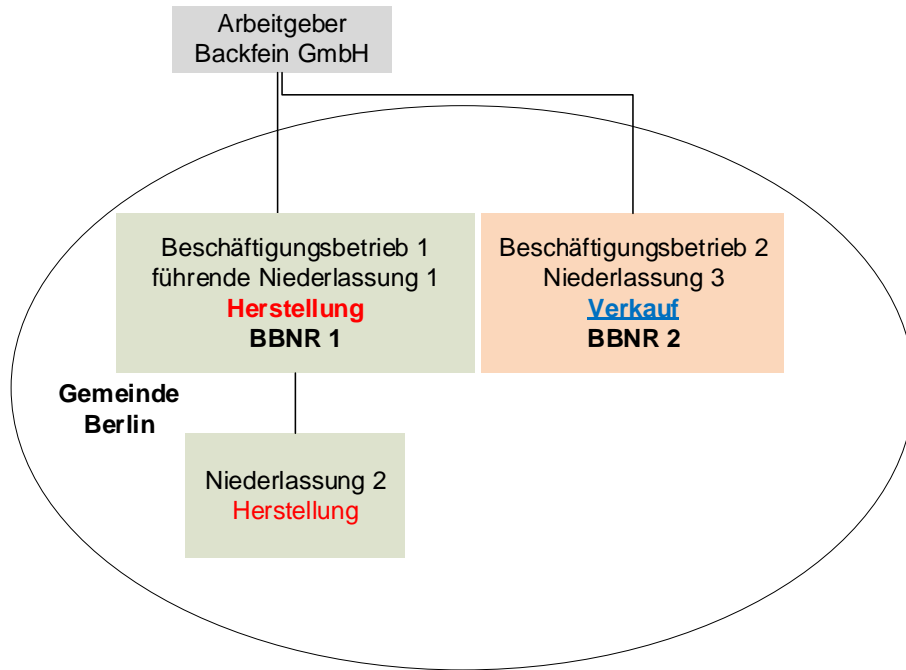 Arbeitgeber
Backfein GmbH
Beschäftigungsbetrieb 1
führende Niederlassung 1
Herstellung
BBNR 1
Beschäftigungsbetrieb 2
Niederlassung 3
Verkauf
BBNR 2
Gemeinde
Berlin
Niederlassung 2
Herstellung